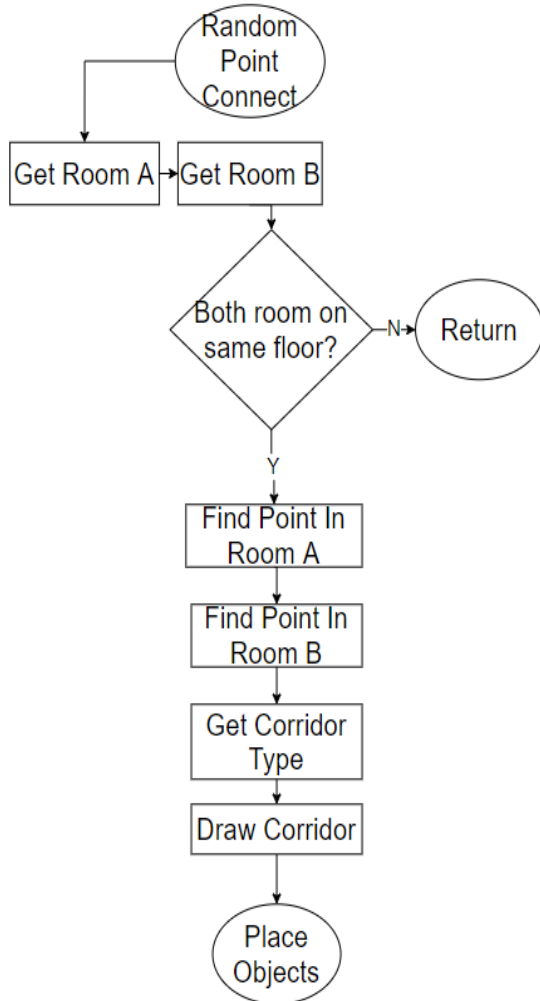 Random
Point
Connect
Get Room A
Get Room B
Both room on
same floor?
N
Return
Y
Find Point In
Room A
Find Point In
Room B
Get Corridor
Type
Draw Corridor
Place
Objects